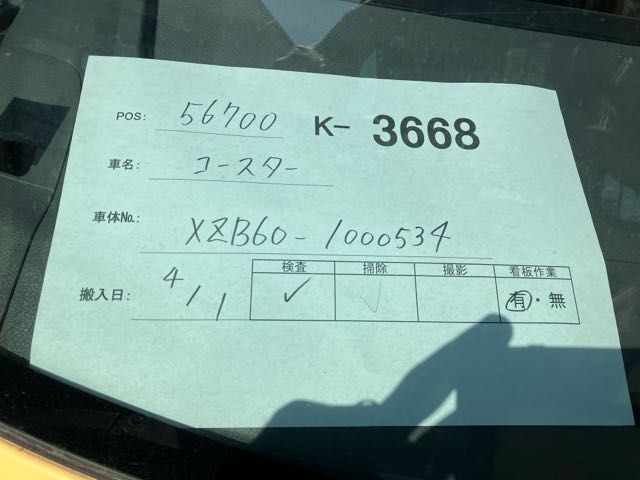 POS: 56700 K- 3668
車名: コースター
車体No.: XZB60-1000534
検査 掃除 撮影 看板作業
搬入日: 4/1 ✓ ✓ 有・無